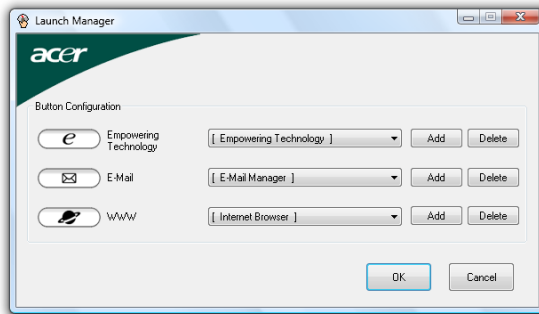 Launch Manager
acer
Button Configuration
e Empowering Technology [ Empowering Technology ] Add Delete
E-Mail [ E-Mail Manager ] Add Delete
WWW [ Internet Browser ] Add Delete
OK Cancel